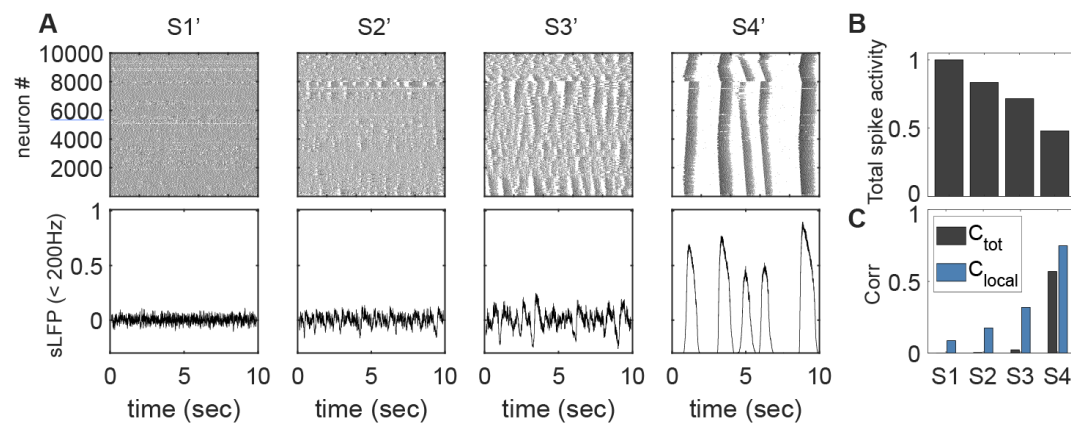 A
S1’
S2’
S3’
S4’
B
neuron #
10000
8000
6000
4000
2000
Total spike activity
1
0.5
0
sLFP (< 200Hz)
1
0.5
0
0 5 10
0 5 10
0 5 10
0 5 10
time (sec)
time (sec)
time (sec)
time (sec)
C
Corr
1
0.5
0
Ctot
Clocal
S1 S2 S3 S4